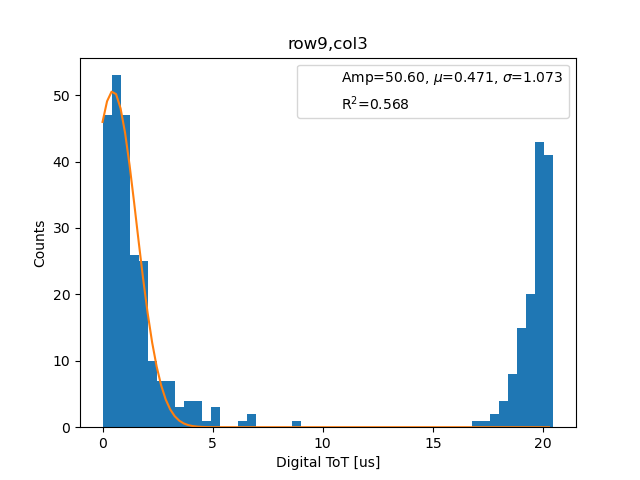 row9,col3
Amp=50.60, μ=0.471, σ=1.073
R²=0.568
Counts
50
40
30
20
10
0
0 5 10 15 20
Digital ToT [us]